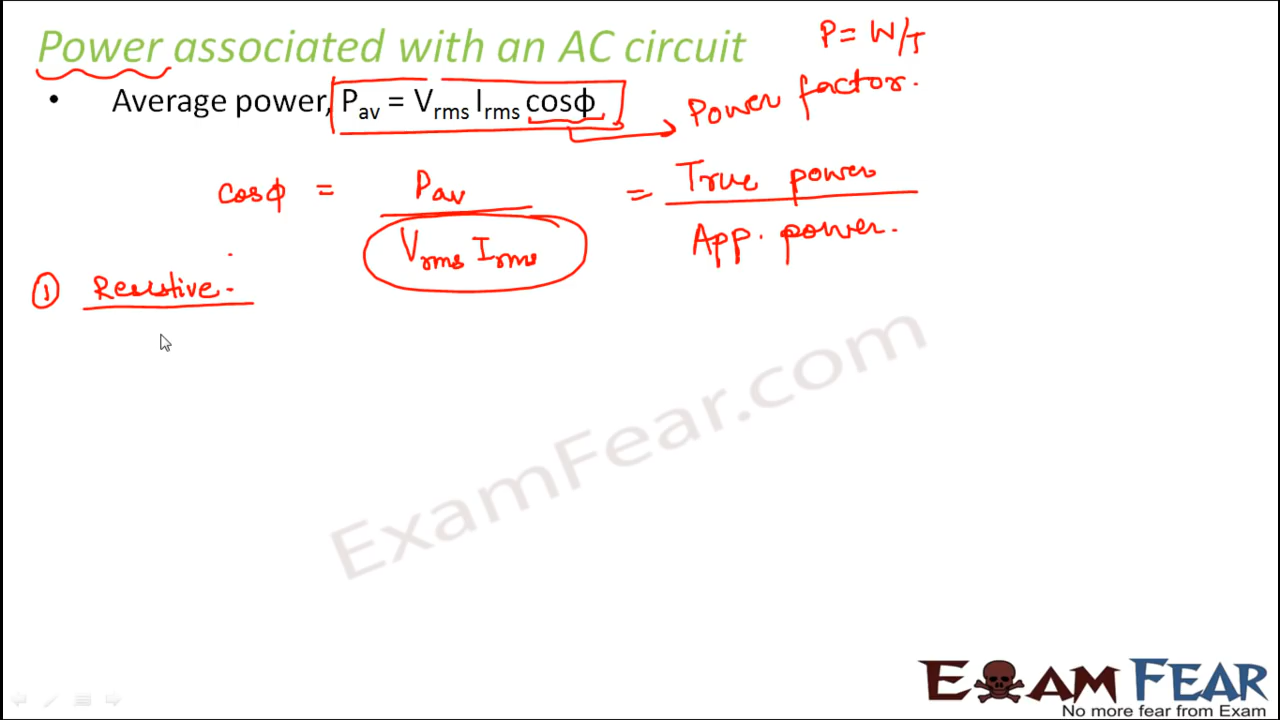 Power associated with an AC circuit
P = W/T
• Average power, Pav = Vrms Irms cosϕ
Power factor.
cosϕ = Pav / Vrms Irms = True power / App. power.
① Resistive.
ExamFear.com
EXAM FEAR
No more fear from Exam